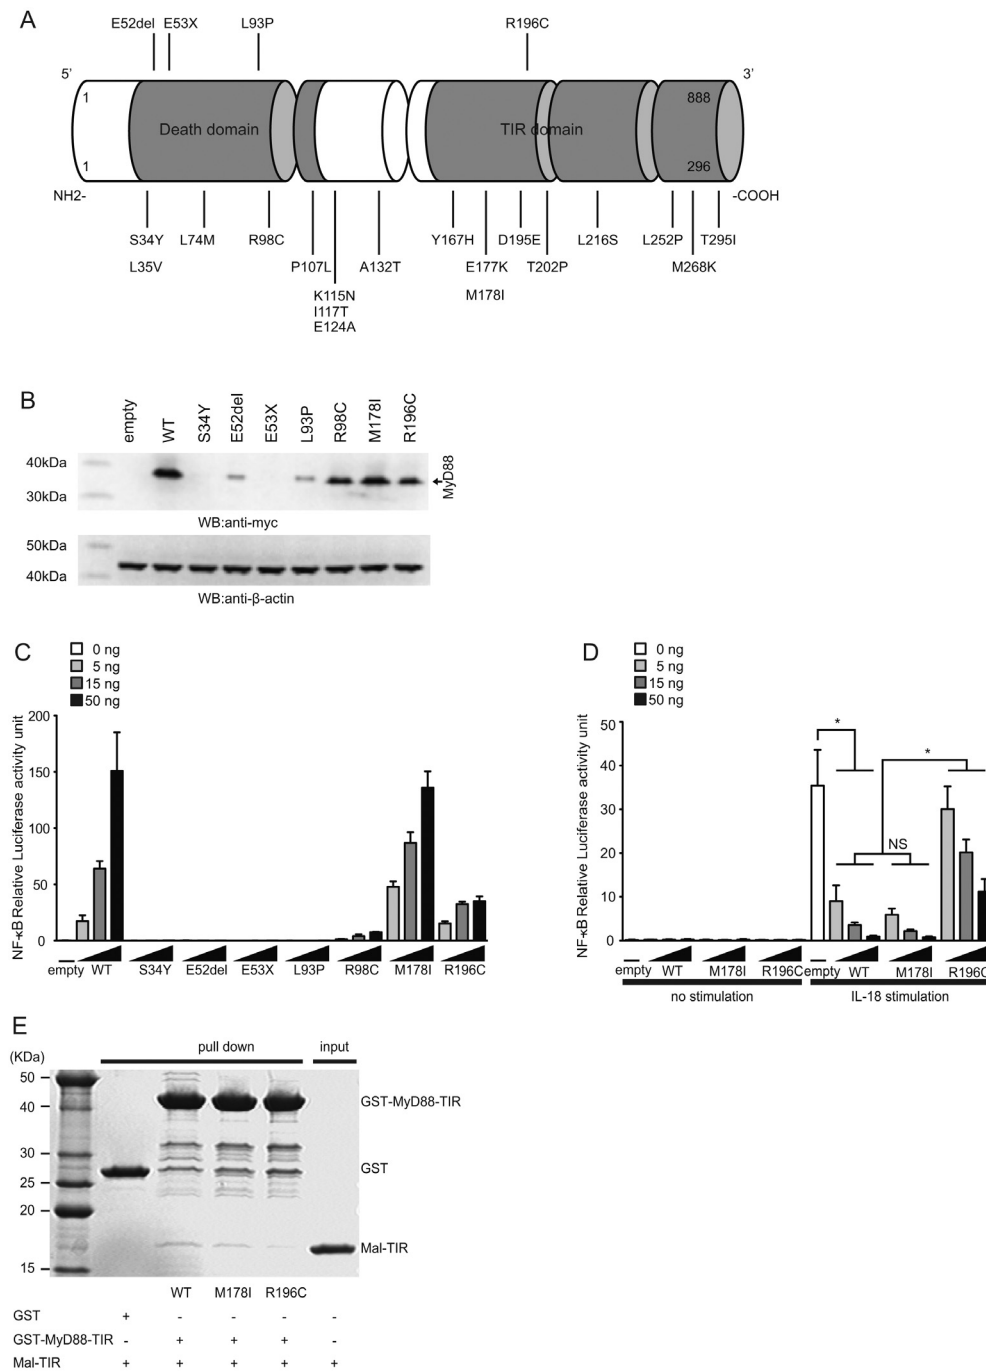 A
E52del E53X L93P R196C
5' 3'
1 888
Death domain TIR domain
1 296
NH2- -COOH
S34Y L74M R98C Y167H D195E L216S L252P T295I
L35V P107L A132T E177K T202P M268K
K115N M178I
I117T
E124A
B
empty WT S34Y E52del E53X L93P R98C M178I R196C
40kDa
30kDa
MyD88
WB:anti-myc
50kDa
40kDa
WB:anti-β-actin
C
0 ng
5 ng
15 ng
50 ng
NF-κB Relative Luciferase activity unit
200
150
100
50
0
empty WT S34Y E52del E53X L93P R98C M178I R196C
D
0 ng
5 ng
15 ng
50 ng
NF-κB Relative Luciferase activity unit
50
40
30
20
10
0
*
*
NS
empty WT M178I R196C empty WT M178I R196C
no stimulation IL-18 stimulation
E
(KDa) pull down input
50
40 GST-MyD88-TIR
30
GST
25
20
Mal-TIR
15
WT M178I R196C
GST + - - - -
GST-MyD88-TIR - + + + -
Mal-TIR + + + + +